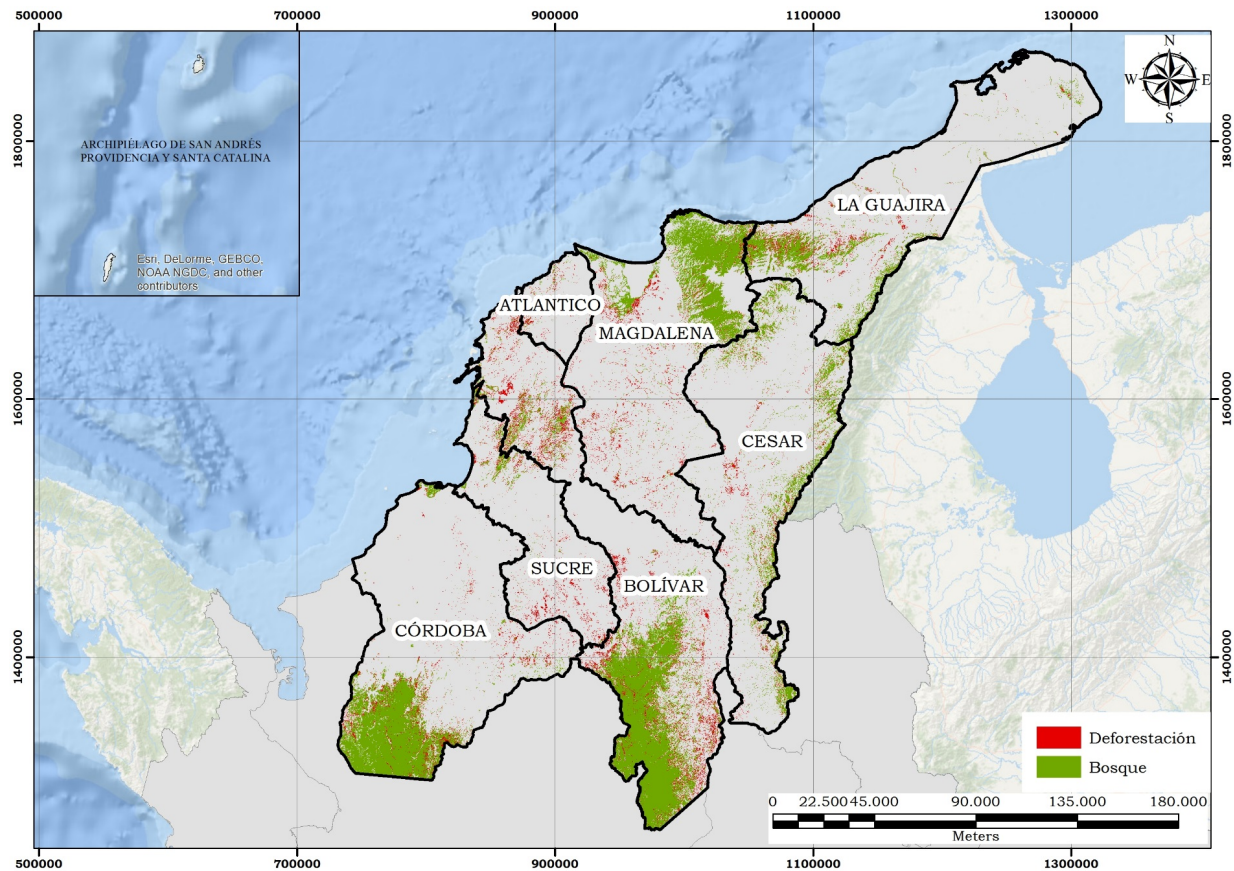 500000 700000 900000 1100000 1300000
N
W E
S
1800000 1800000
ARCHIPIÉLAGO DE SAN ANDRÉS
PROVIDENCIA Y SANTA CATALINA
Esri, DeLorme, GEBCO,
NOAA NGDC, and other
contributors
LA GUAJIRA
ATLANTICO
MAGDALENA
1600000 1600000
CESAR
SUCRE
BOLÍVAR
CÓRDOBA
1400000 1400000
Deforestación
Bosque
0 22.500 45.000 90.000 135.000 180.000
Meters
500000 700000 900000 1100000 1300000